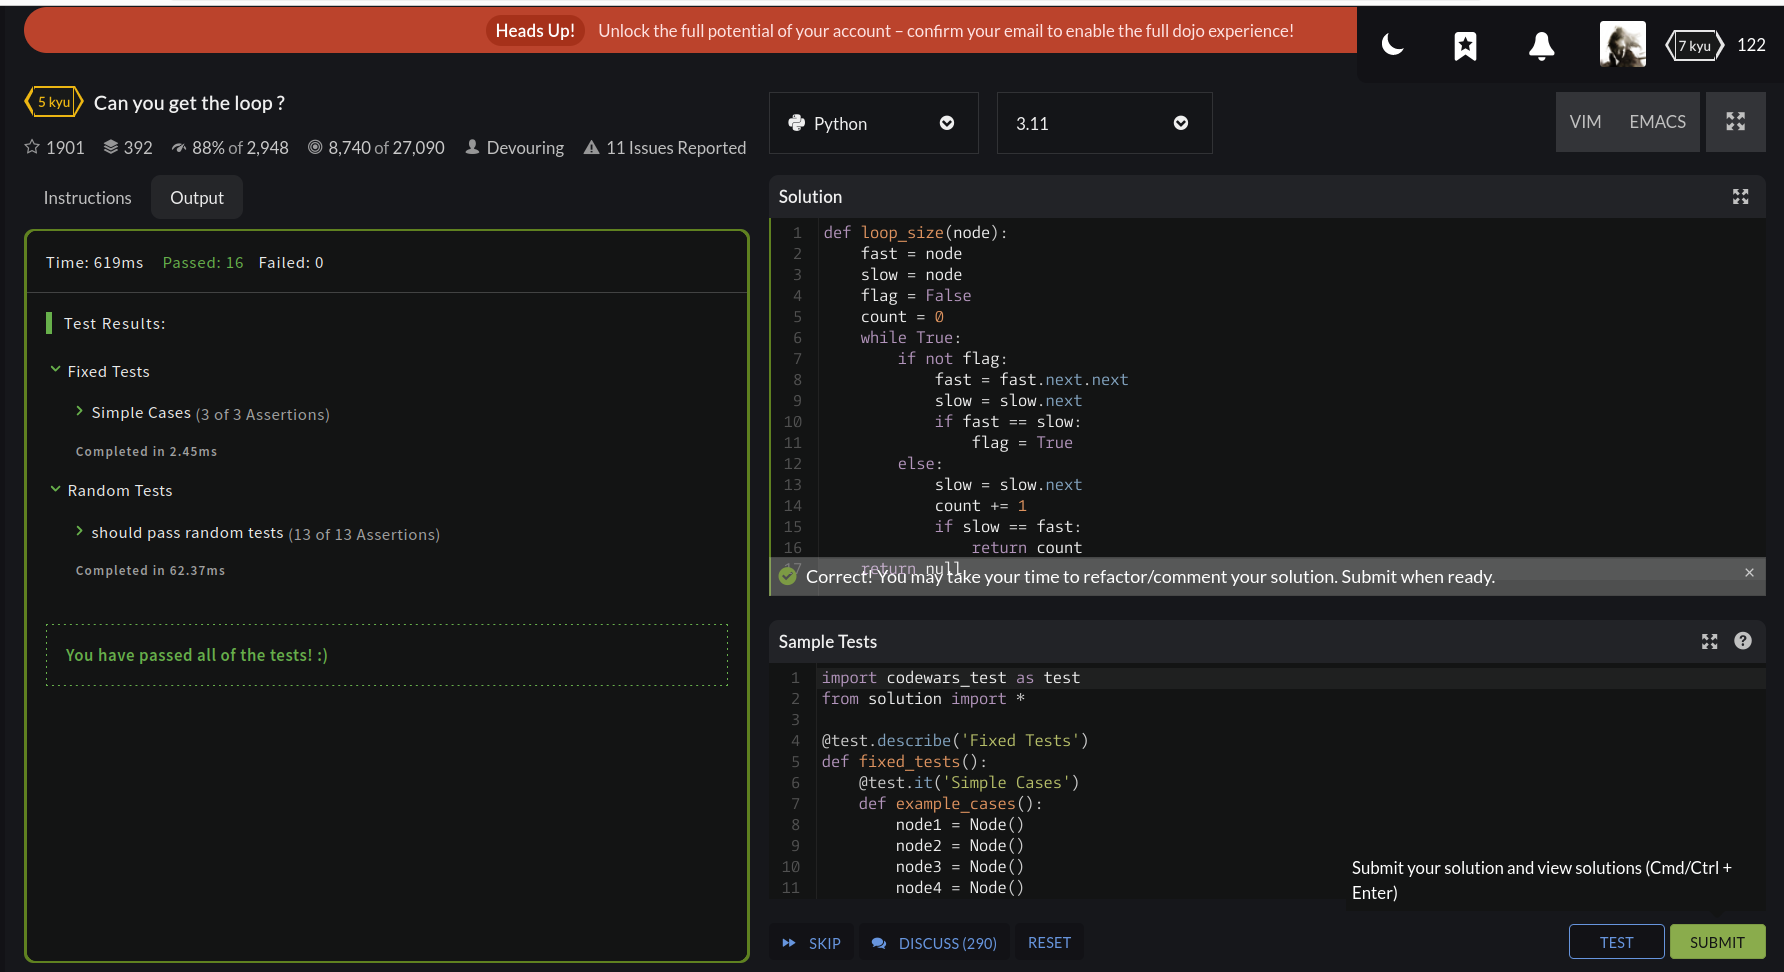 Heads Up! Unlock the full potential of your account – confirm your email to enable the full dojo experience!
7 kyu 122
5 kyu Can you get the loop ?
1901 392 88% of 2,948 8,740 of 27,090 Devouring 11 Issues Reported
Python
3.11
VIM EMACS
Instructions Output
Time: 619ms Passed: 16 Failed: 0
Test Results:
Fixed Tests
Simple Cases (3 of 3 Assertions)
Completed in 2.45ms
Random Tests
should pass random tests (13 of 13 Assertions)
Completed in 62.37ms
You have passed all of the tests! :)
Solution
1 def loop_size(node):
2     fast = node
3     slow = node
4     flag = False
5     count = 0
6     while True:
7         if not flag:
8             fast = fast.next.next
9             slow = slow.next
10             if fast == slow:
11                 flag = True
12         else:
13             slow = slow.next
14             count += 1
15             if slow == fast:
16                 return count
17     return null
Correct! You may take your time to refactor/comment your solution. Submit when ready.
Sample Tests
1 import codewars_test as test
2 from solution import *
3
4 @test.describe('Fixed Tests')
5 def fixed_tests():
6     @test.it('Simple Cases')
7     def example_cases():
8         node1 = Node()
9         node2 = Node()
10         node3 = Node()
11         node4 = Node()
Submit your solution and view solutions (Cmd/Ctrl +
Enter)
SKIP DISCUSS (290) RESET
TEST SUBMIT